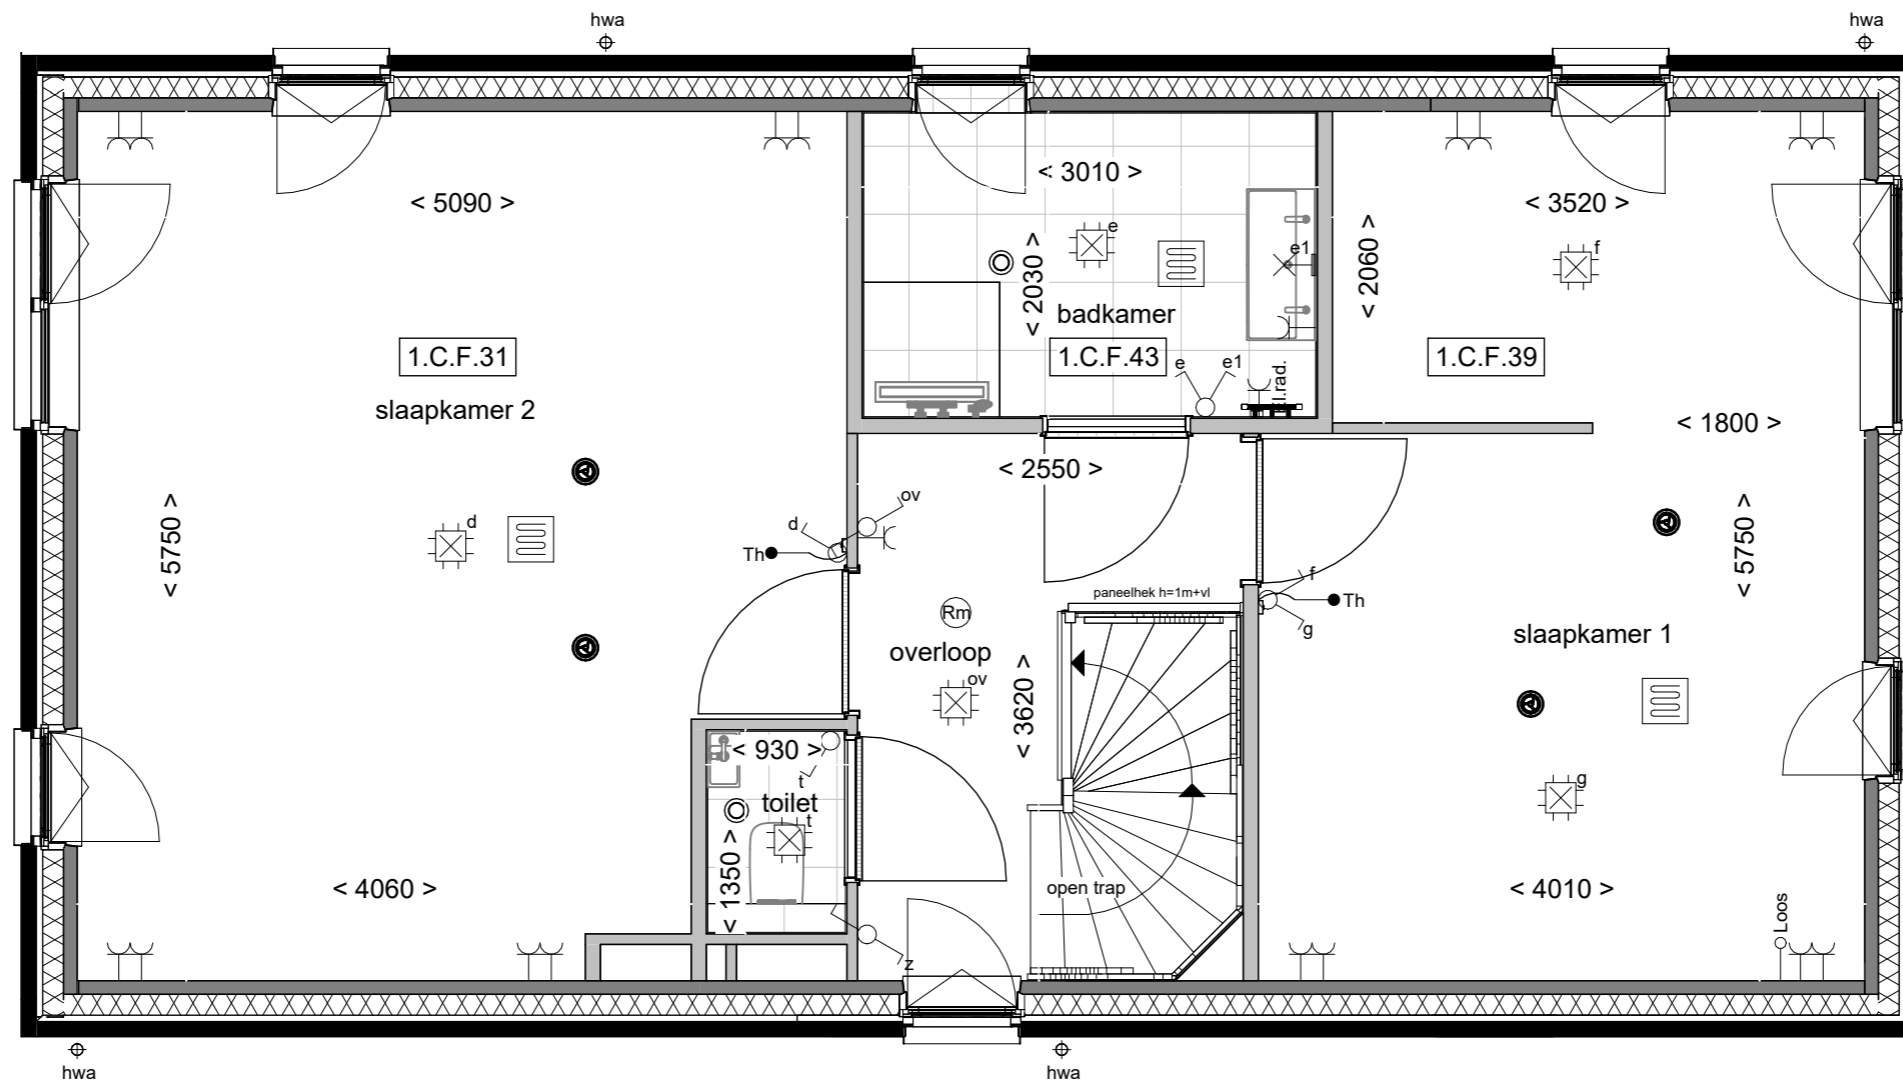 hwa
hwa
< 5090 >
< 3010 >
< 3520 >
e
e1
f
< 2030 >
< 2060 >
badkamer
1.C.F.31
1.C.F.43
1.C.F.39
slaapkamer 2
e
e1
El.rad.
< 1800 >
< 2550 >
ov
d
d
Th
< 5750 >
< 5750 >
f
paneelhek h=1m+vl
Th
g
Rm
slaapkamer 1
overloop
ov
< 3620 >
< 930 >
t
toilet
t
g
< 1350 >
< 4060 >
open trap
< 4010 >
Loos
z
hwa
hwa